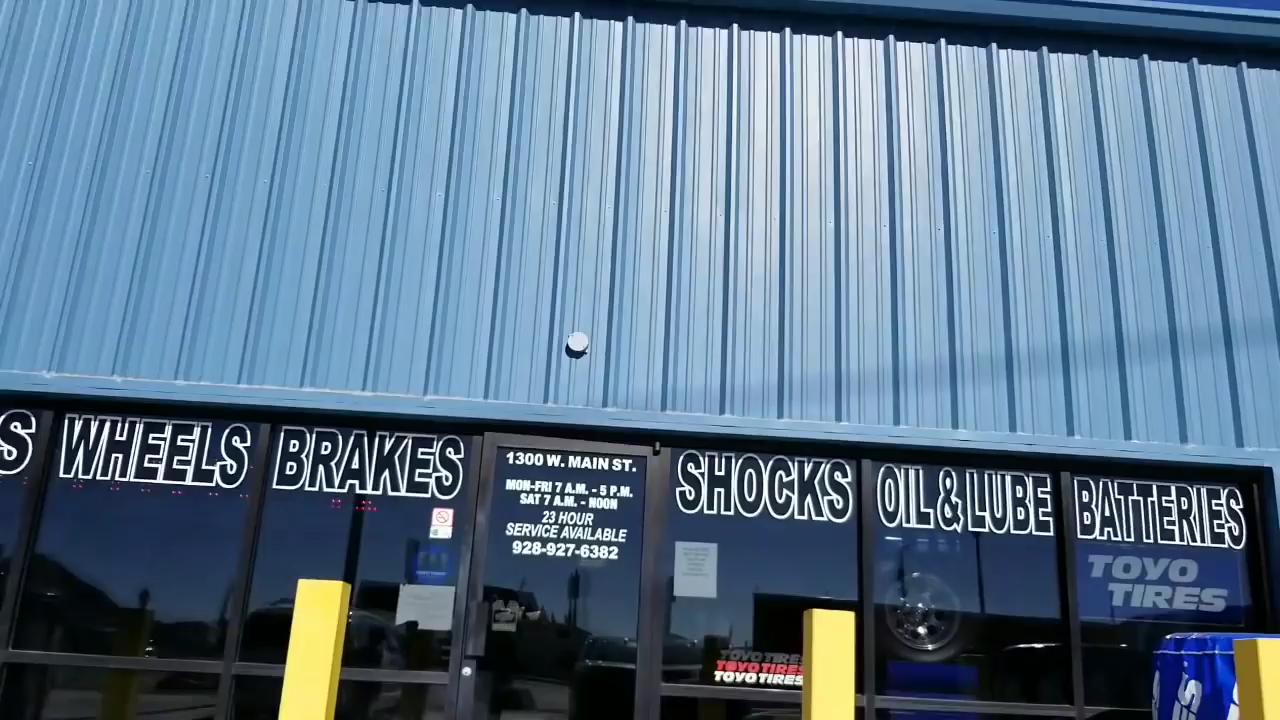 S
WHEELS
BRAKES
1300 W. MAIN ST.
MON-FRI 7 A.M. - 5 P.M.
SAT 7 A.M. - NOON
23 HOUR
SERVICE AVAILABLE
928-927-6382
SHOCKS
OIL & LUBE
BATTERIES
TOYO
TIRES
TOYO TIRES
TOYO TIRES
TOYO TIRES